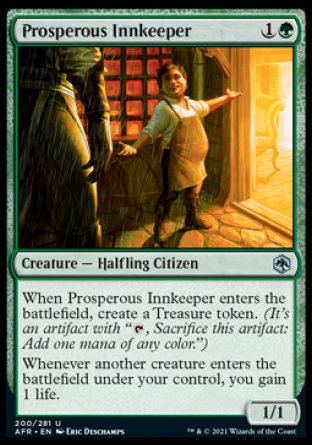 Prosperous Innkeeper 1
Creature — Halfling Citizen
When Prosperous Innkeeper enters the
battlefield, create a Treasure token. (It's
an artifact with “, Sacrifice this artifact:
Add one mana of any color.”)
Whenever another creature enters the
battlefield under your control, you gain
1 life.
1/1
200/281 U
AFR • EN Eric Deschamps
™ & © 2021 Wizards of the Coast